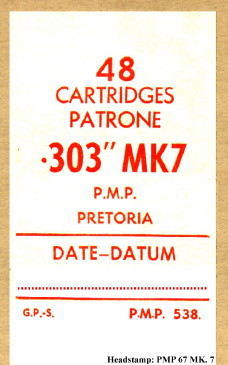 48
CARTRIDGES
PATRONE
.303" MK7
P.M.P.
PRETORIA
DATE–DATUM
G.P.-S. P.M.P. 538.
Headstamp: PMP 67 MK. 7